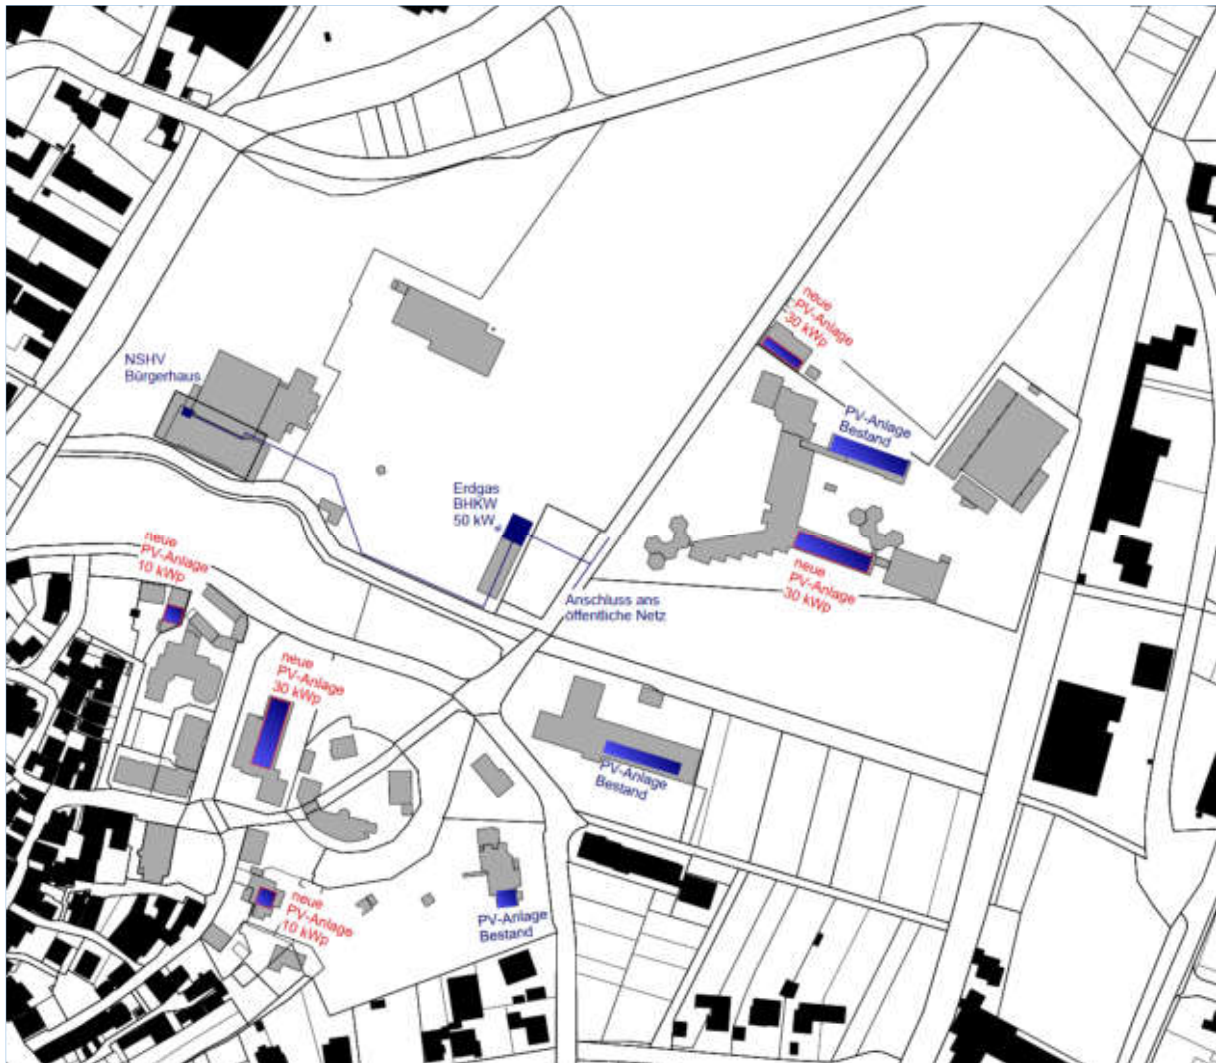 neue
PV-Anlage
30 kWp
NSHV
Bürgerhaus
PV-Anlage
Bestand
Erdgas
BHKW
50 kW
neue
PV-Anlage
10 kWp
neue
PV-Anlage
30 kWp
Anschluss ans
öffentliche Netz
neue
PV-Anlage
30 kWp
PV-Anlage
Bestand
neue
PV-Anlage
10 kWp
PV-Anlage
Bestand